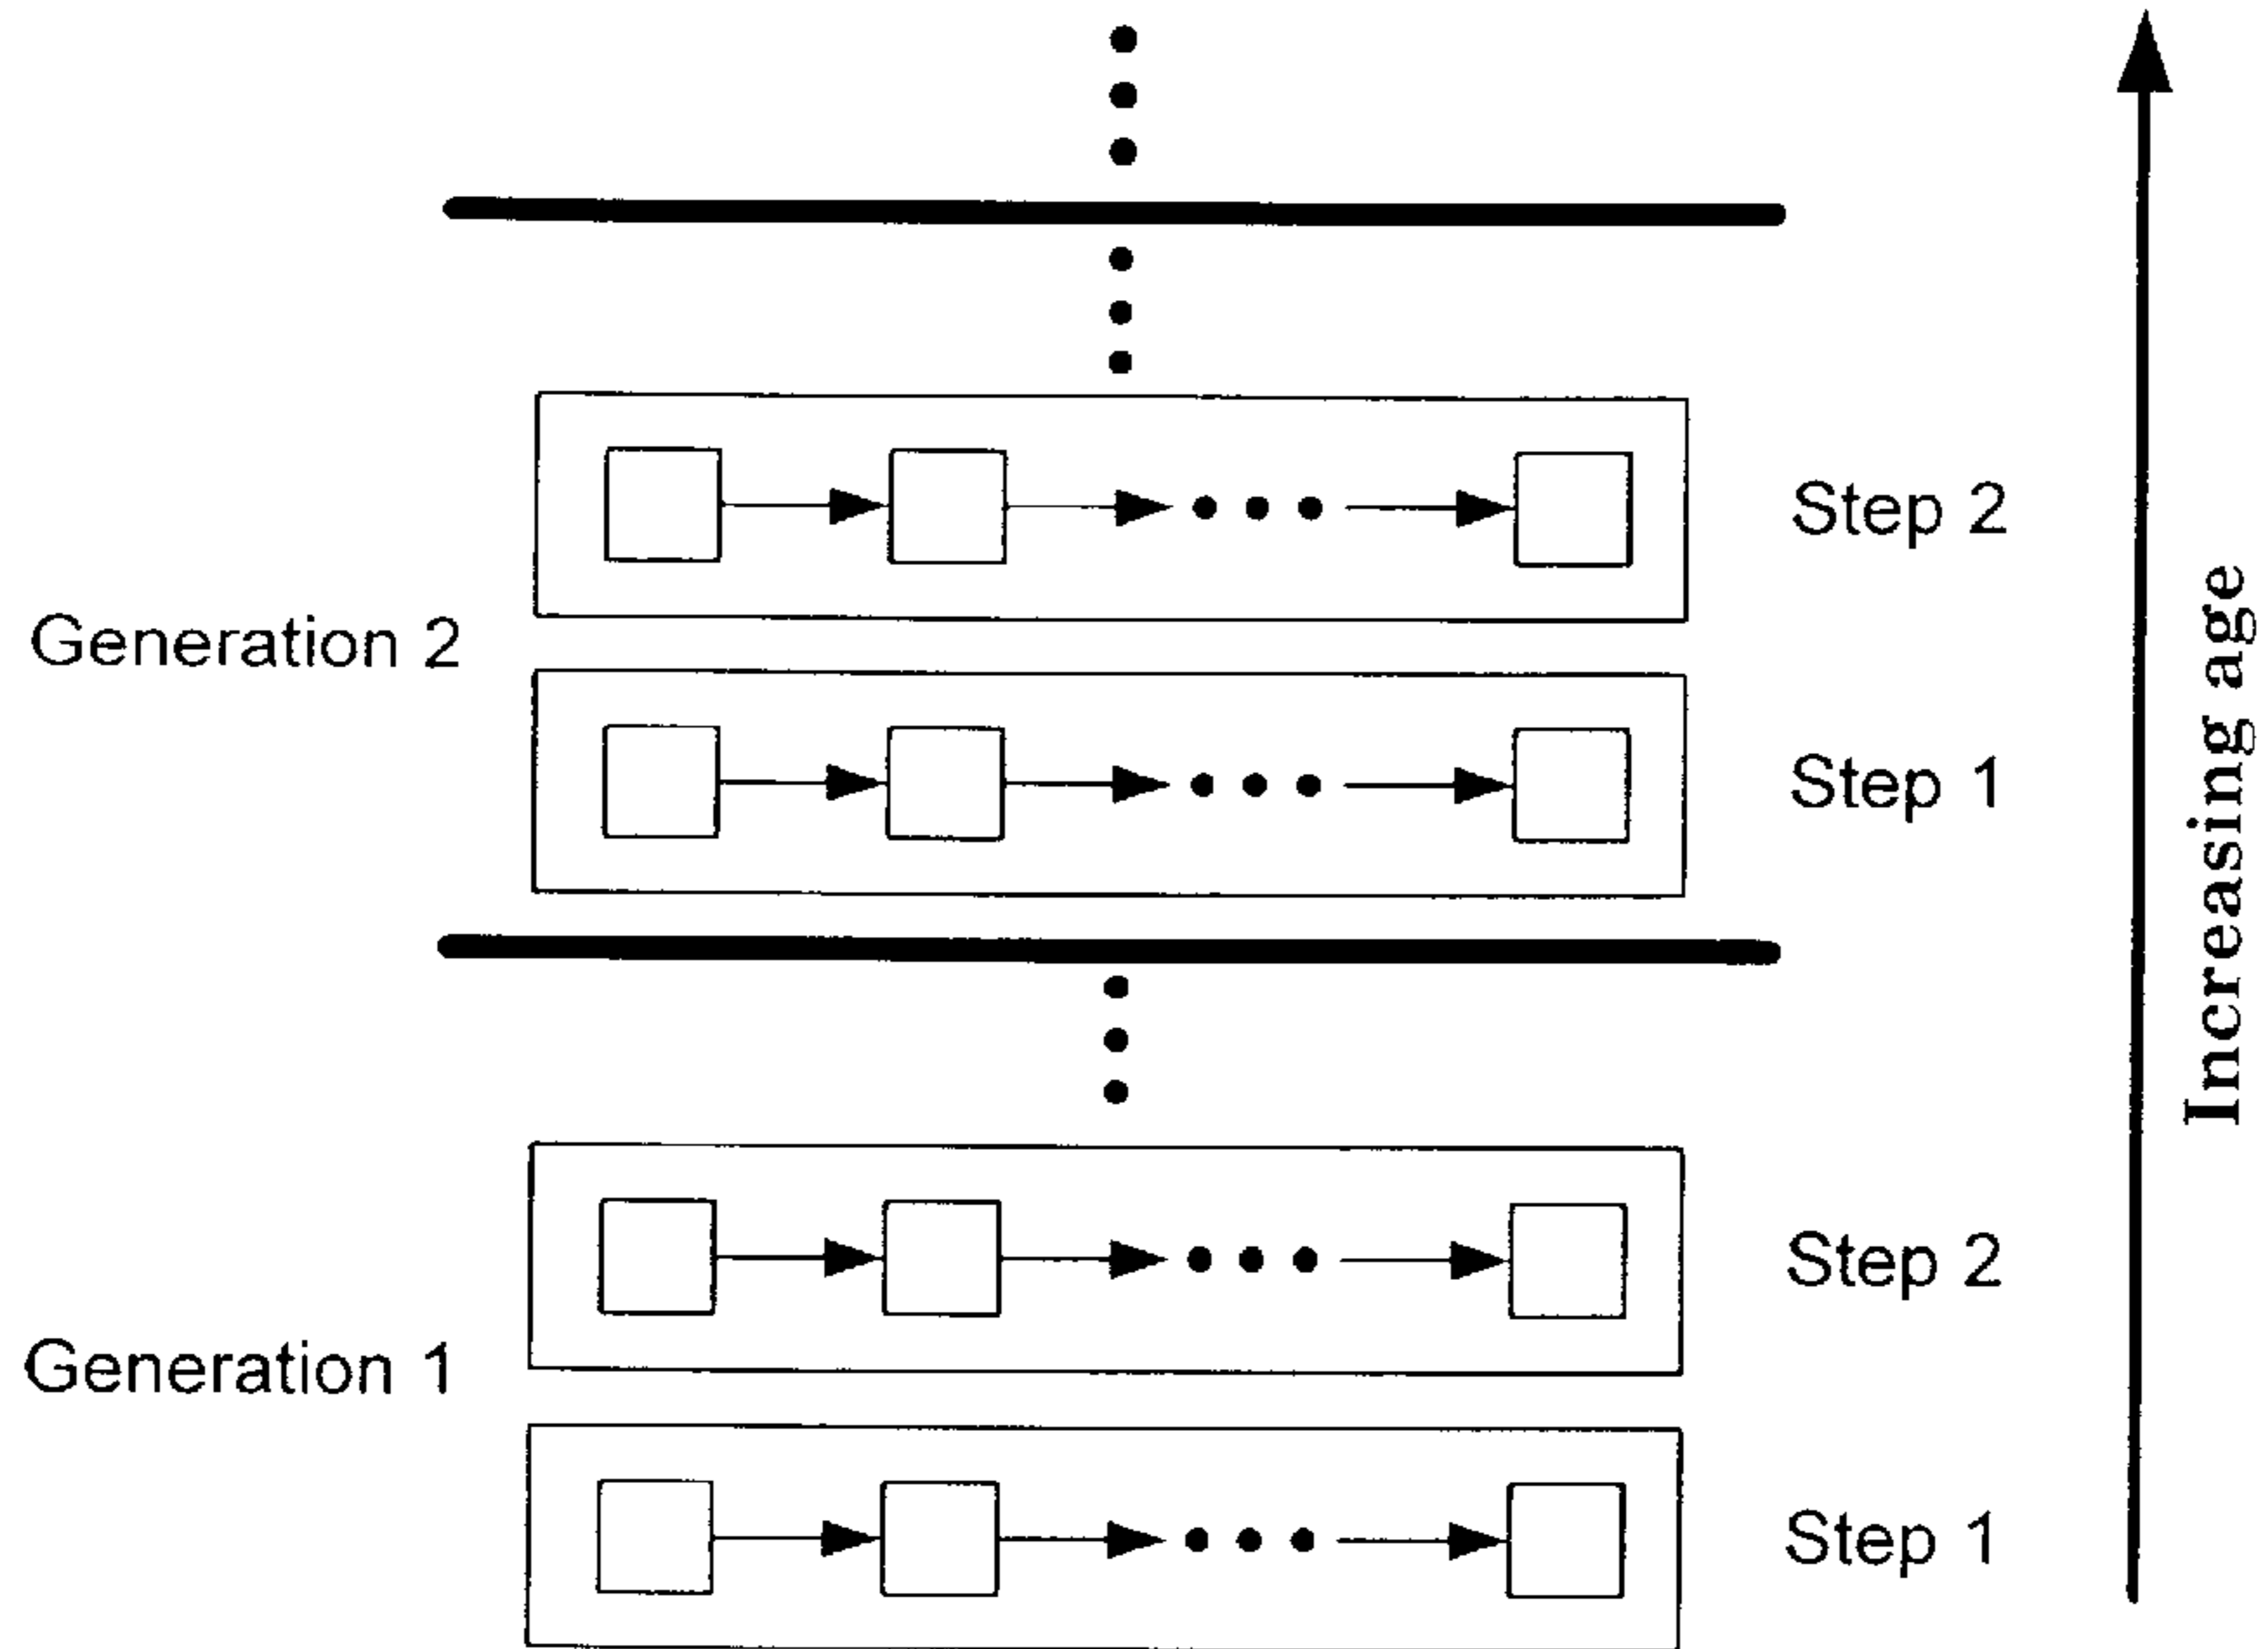 Step 2
Generation 2
Step 1
Increasing age
Step 2
Generation 1
Step 1